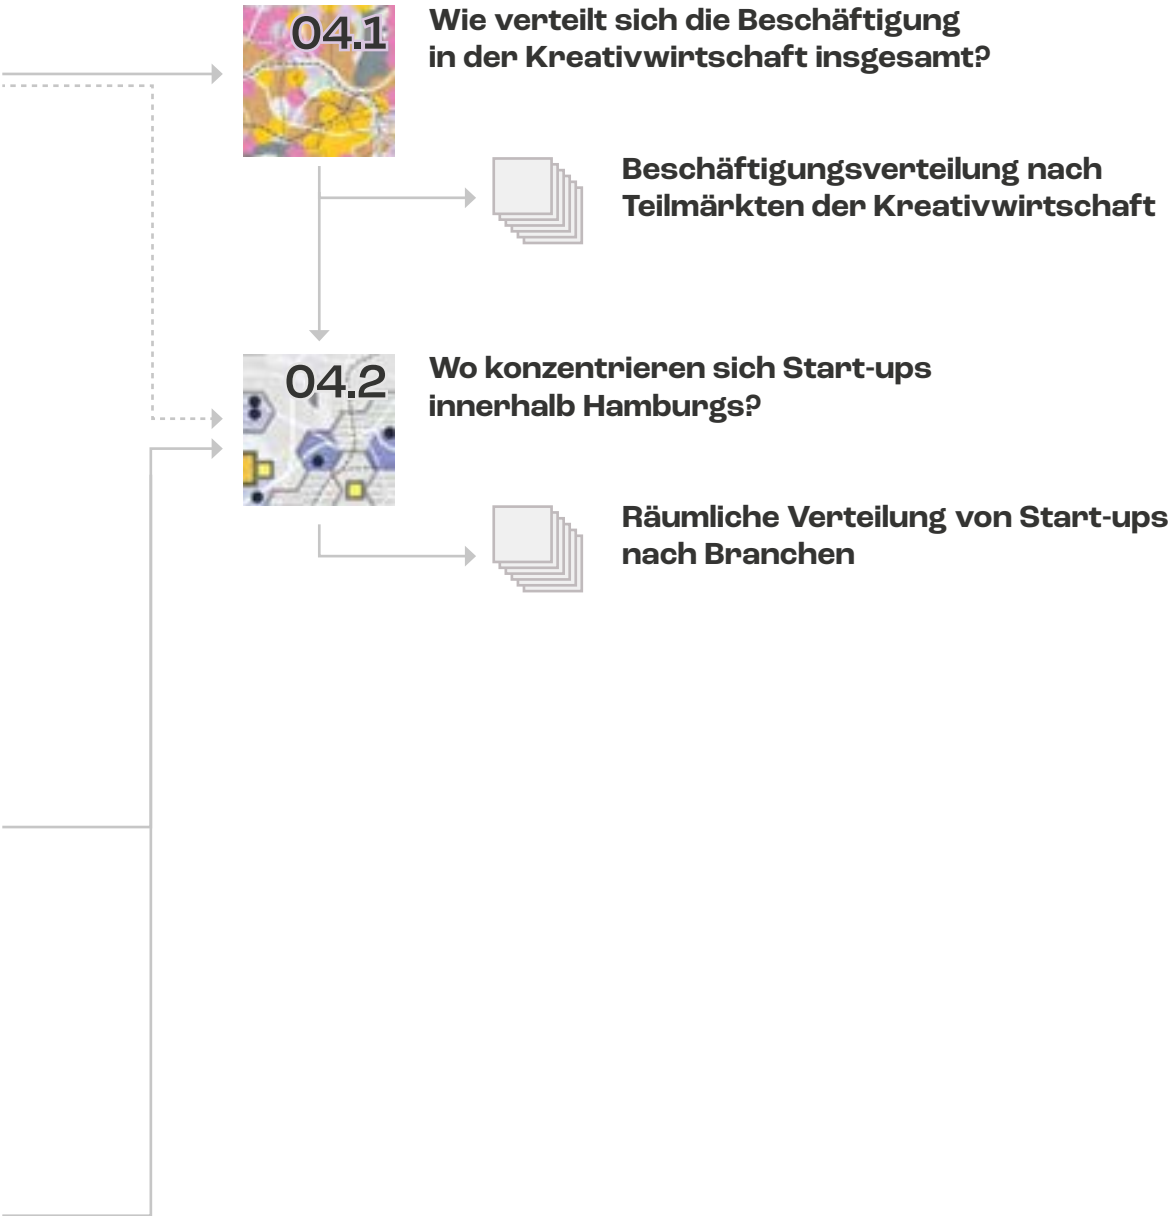 04.1
Wie verteilt sich die Beschäftigung
in der Kreativwirtschaft insgesamt?
Beschäftigungsverteilung nach
Teilmärkten der Kreativwirtschaft
04.2
Wo konzentrieren sich Start-ups
innerhalb Hamburgs?
Räumliche Verteilung von Start-ups
nach Branchen